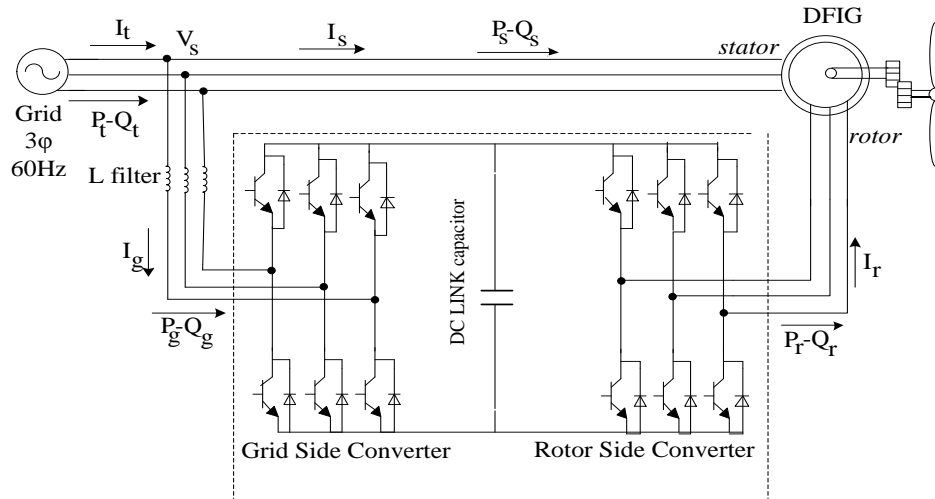 DFIG
I_t
V_s
I_s
P_s-Q_s
stator
Grid
3φ
60Hz
P_t-Q_t
rotor
L filter
I_g
DC LINK capacitor
I_r
P_g-Q_g
P_r-Q_r
Grid Side Converter
Rotor Side Converter